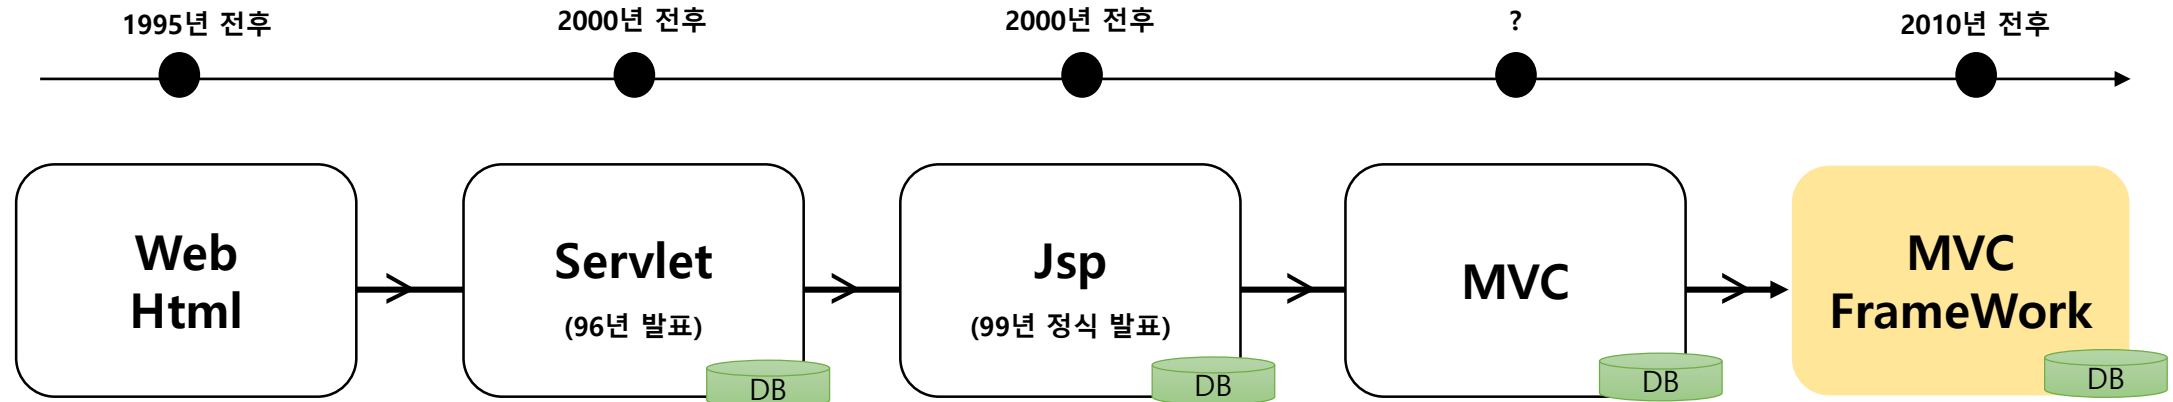 1995년 전후
2000년 전후
2000년 전후
?
2010년 전후
Web
Html
Servlet
(96년 발표)
DB
Jsp
(99년 정식 발표)
DB
MVC
DB
MVC
FrameWork
DB